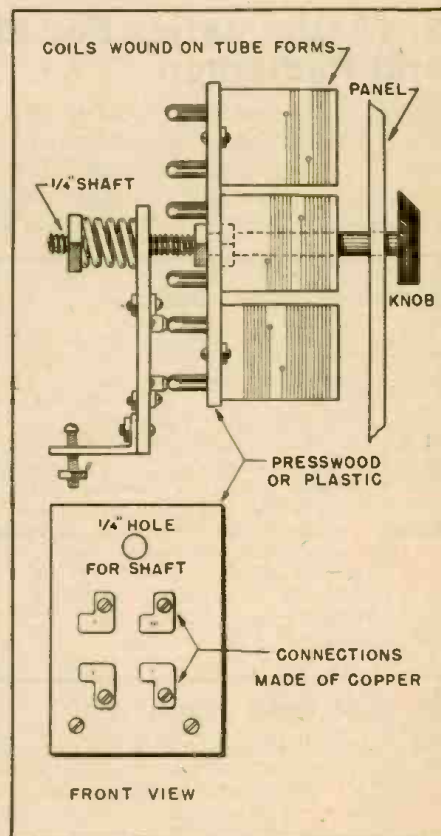 COILS WOUND ON TUBE FORMS
PANEL
1/4" SHAFT
KNOB
PRESSWOOD
OR PLASTIC
1/4" HOLE
FOR SHAFT
CONNECTIONS
MADE OF COPPER
FRONT VIEW